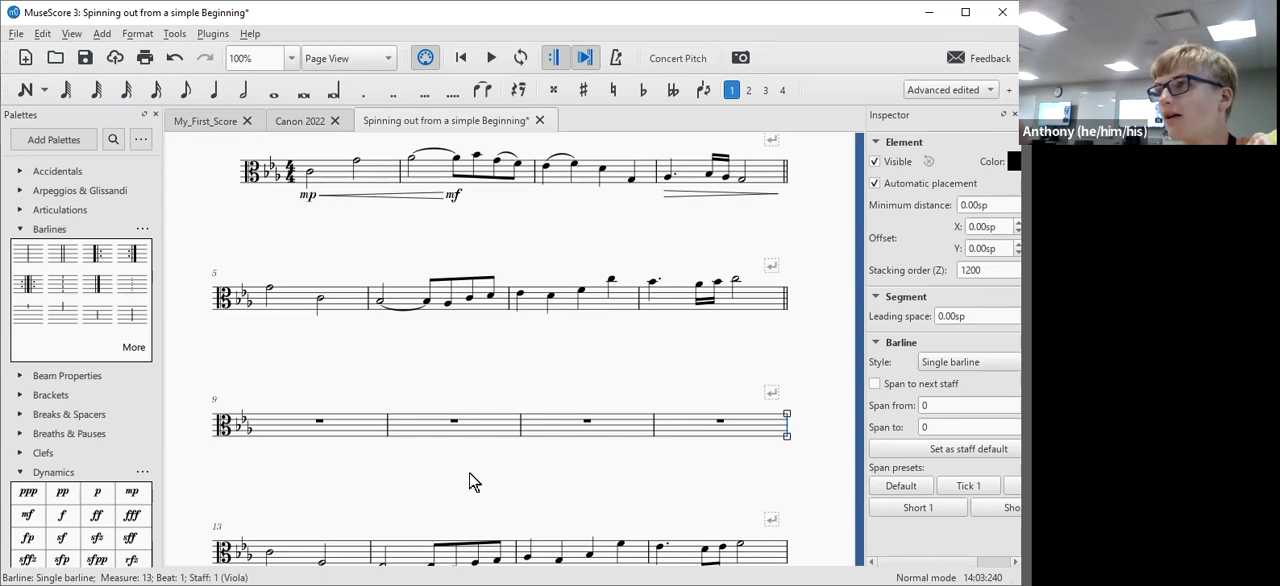 MuseScore 3: Spinning out from a simple Beginning*
File Edit View Add Format Tools Plugins Help
100% Page View Concert Pitch Feedback
1 2 3 4 Advanced edited +
Palettes
My_First_Score Canon 2022 Spinning out from a simple Beginning*
Inspector
Add Palettes ...
Accidentals
Arpeggios & Glissandi
Articulations
Barlines ...
More
Beam Properties
Brackets
Breaks & Spacers
Breaths & Pauses
Clefs
Dynamics ...
ppp pp p mp
mf f ff fff
fp sf sfz sff
sffz sfp sfpp rfz
mp mf
5
9
13
Element
Visible Color:
Automatic placement
Minimum distance: 0.00sp
Offset: X: 0.00sp
Y: 0.00sp
Stacking order (Z): 1200
Segment
Leading space: 0.00sp
Barline
Style: Single barline
Span to next staff
Span from: 0
Span to: 0
Set as staff default
Span presets:
Default Tick 1
Short 1 Sho
Barline: Single barline; Measure: 13; Beat: 1; Staff: 1 (Viola)
Normal mode 14:03:240
Anthony (he/him/his)